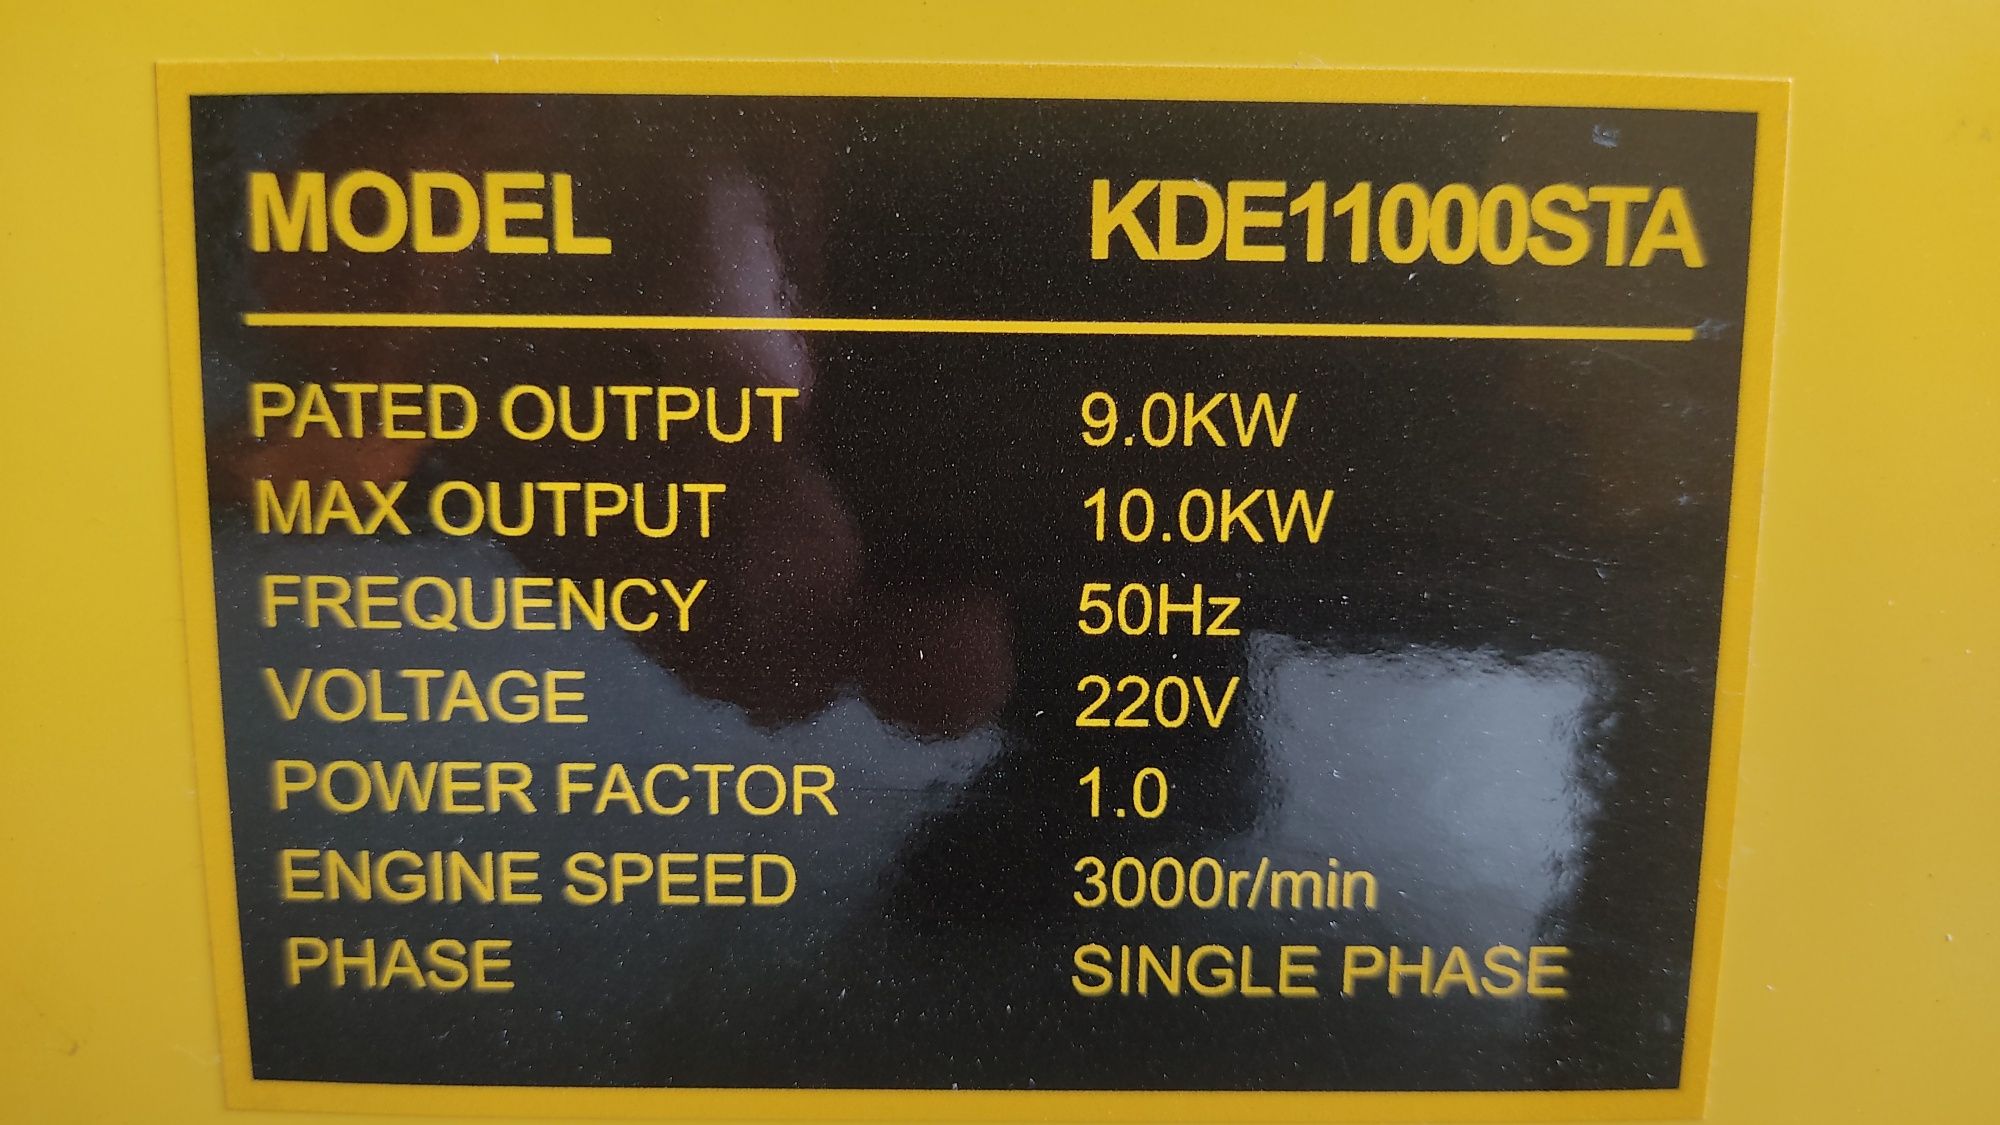 MODEL KDE11000STA
PATED OUTPUT 9.0KW
MAX OUTPUT 10.0KW
FREQUENCY 50Hz
VOLTAGE 220V
POWER FACTOR 1.0
ENGINE SPEED 3000r/min
PHASE SINGLE PHASE